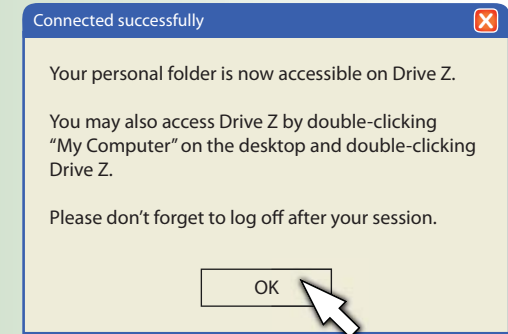 Connected successfully
Your personal folder is now accessible on Drive Z.
You may also access Drive Z by double-clicking
“My Computer” on the desktop and double-clicking
Drive Z.
Please don’t forget to log off after your session.
OK